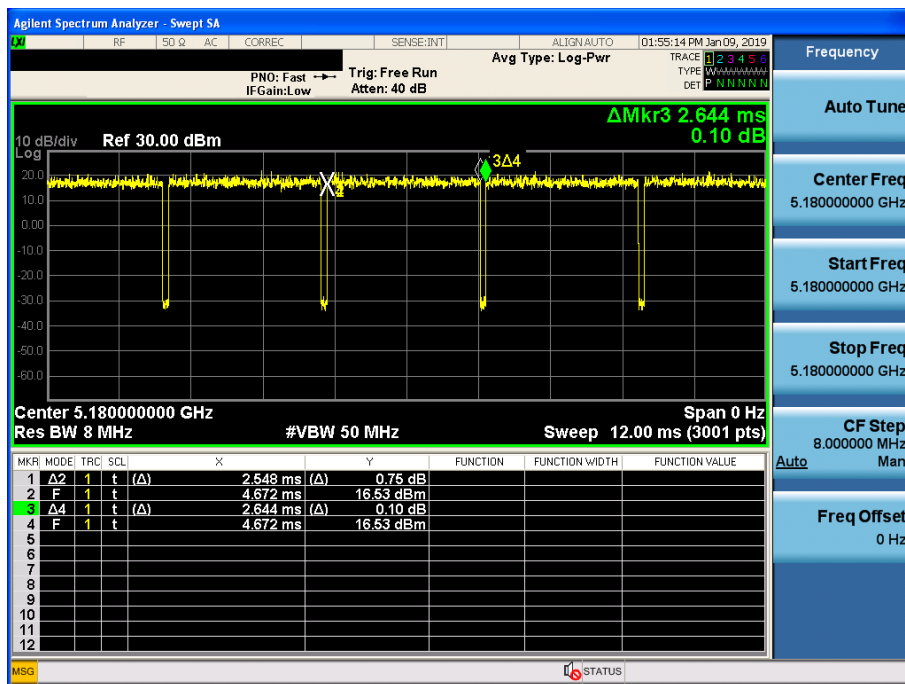 Agilent Spectrum Analyzer - Swept SA
LXI RF 50 Ω AC CORREC SENSE:INT ALIGN AUTO 01:55:14 PM Jan 09, 2019
Frequency
Avg Type: Log-Pwr TRACE 1 2 3 4 5 6
PNO: Fast Trig: Free Run TYPE W
IFGain:Low Atten: 40 dB DET P N N N N N
Auto Tune
ΔMkr3 2.644 ms
0.10 dB
10 dB/div Ref 30.00 dBm
Log
3Δ4
20.0
10.0
0.00
-10.0
-20.0
-30.0
-40.0
-50.0
-60.0
Center Freq
5.180000000 GHz
Start Freq
5.180000000 GHz
Stop Freq
5.180000000 GHz
Center 5.180000000 GHz Span 0 Hz
Res BW 8 MHz #VBW 50 MHz Sweep 12.00 ms (3001 pts)
CF Step
8.000000 MHz
Auto Man
MKR MODE TRC SCL X Y FUNCTION FUNCTION WIDTH FUNCTION VALUE
1 Δ2 1 t (Δ) 2.548 ms (Δ) 0.75 dB
2 F 1 t 4.672 ms 16.53 dBm
3 Δ4 1 t (Δ) 2.644 ms (Δ) 0.10 dB
4 F 1 t 4.672 ms 16.53 dBm
5
6
7
8
9
10
11
12
Freq Offset
0 Hz
MSG STATUS